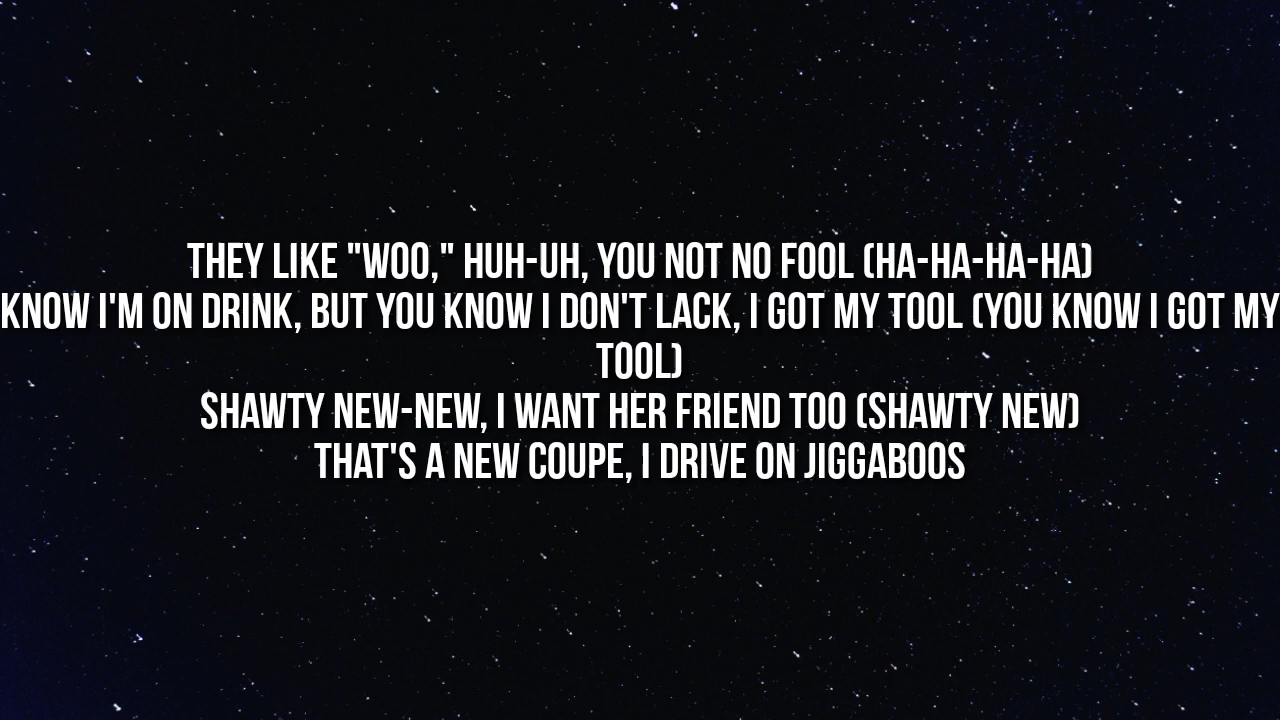 THEY LIKE "WOO," HUH-UH, YOU NOT NO FOOL (HA-HA-HA-HA)
KNOW I'M ON DRINK, BUT YOU KNOW I DON'T LACK, I GOT MY TOOL (YOU KNOW I GOT MY
TOOL)
SHAWTY NEW-NEW, I WANT HER FRIEND TOO (SHAWTY NEW)
THAT'S A NEW COUPE, I DRIVE ON JIGGABOOS